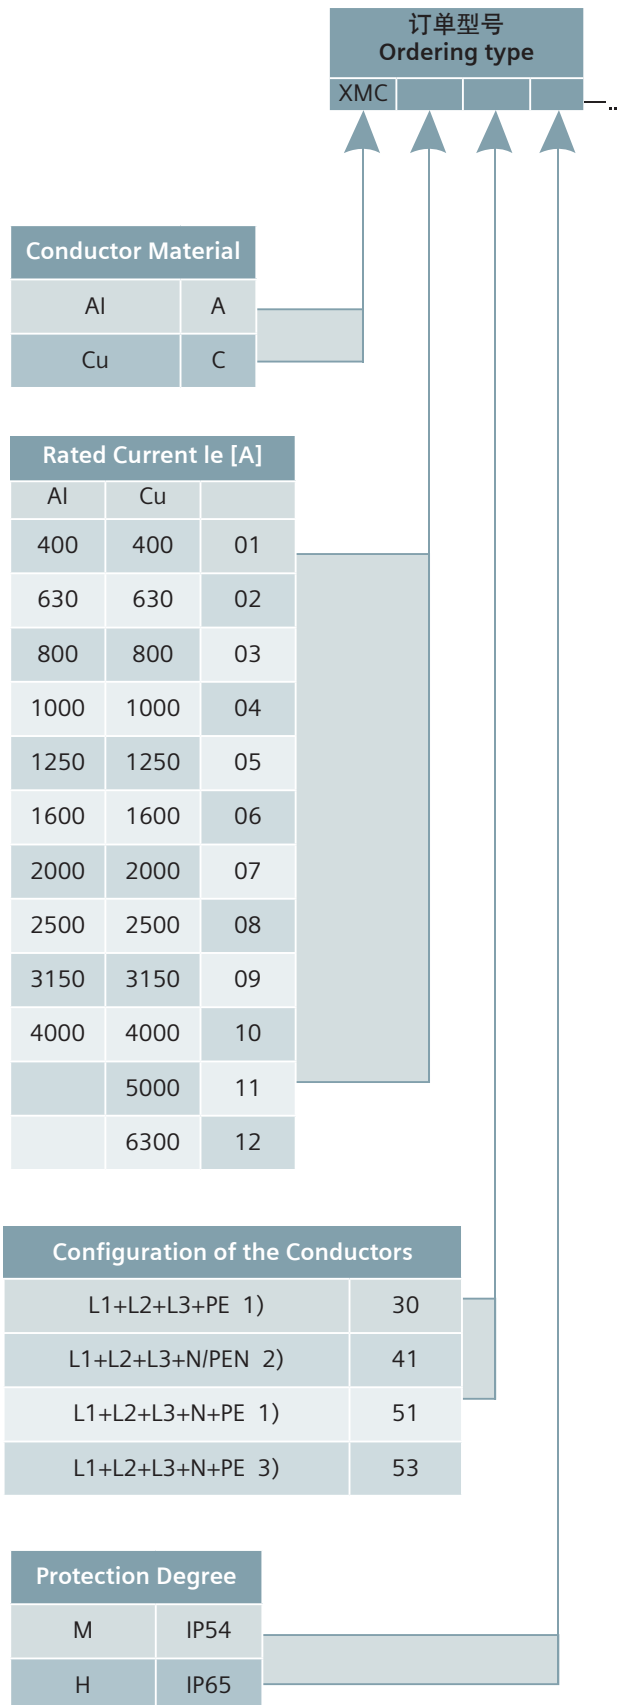 订单型号
Ordering type
XMC
— ..
Conductor Material
Al A
Cu C
Rated Current le [A]
Al Cu
400 400 01
630 630 02
800 800 03
1000 1000 04
1250 1250 05
1600 1600 06
2000 2000 07
2500 2500 08
3150 3150 09
4000 4000 10
5000 11
6300 12
Configuration of the Conductors
L1+L2+L3+PE 1) 30
L1+L2+L3+N/PEN 2) 41
L1+L2+L3+N+PE 1) 51
L1+L2+L3+N+PE 3) 53
Protection Degree
M IP54
H IP65